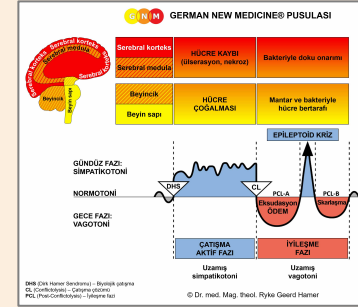 GNM GERMAN NEW MEDICINE® PUSULASI
Serebral korteks
Serebral medula
Beyincik
Beyin sapı
Serebral korteks
Serebral medula
Beyincik
Beyin sapı
HÜCRE KAYBI
(ülserasyon, nekroz)
Bakteriyle doku onarımı
HÜCRE
ÇOĞALMASI
Mantar ve bakteriyle
hücre bertarafı
EPİLEPTOİD KRİZ
GÜNDÜZ FAZI:
SİMPATİKOTONİ
DHS
CL
NORMOTONİ
PCL-A
PCL-B
Eksudasyon
ÖDEM
Skarlaşma
GECE FAZI:
VAGOTONİ
ÇATIŞMA
AKTİF FAZI
İYİLEŞME
FAZI
Uzamış
simpatikotoni
Uzamış
vagotoni
DHS (Dirk Hamer Sendromu) – Biyolojik çatışma
CL (Conflictolysis) – Çatışma çözümü
PCL (Post-Conflictolysis) – İyileşme fazı
© Dr. med. Mag. theol. Ryke Geerd Hamer